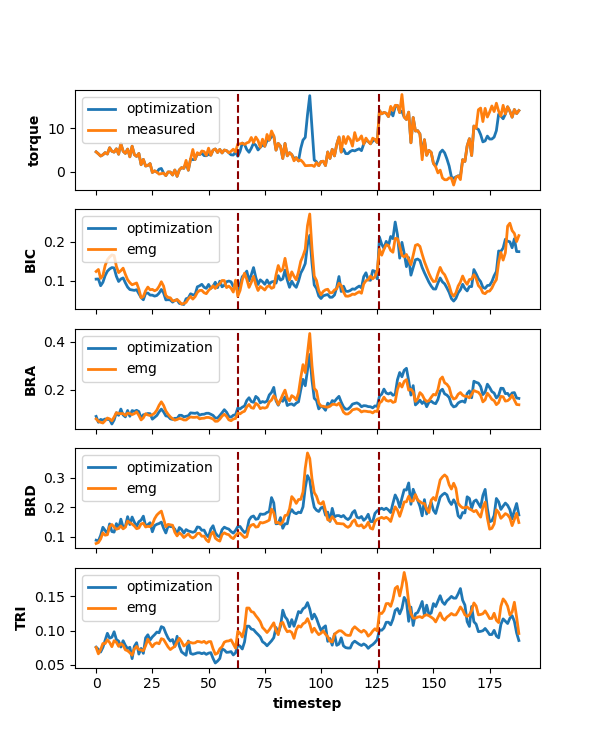 torque
optimization
measured
10
0
BIC
optimization
emg
0.2
0.1
BRA
optimization
emg
0.4
0.2
BRD
optimization
emg
0.3
0.2
0.1
TRI
optimization
emg
0.15
0.10
0.05
0 25 50 75 100 125 150 175
timestep